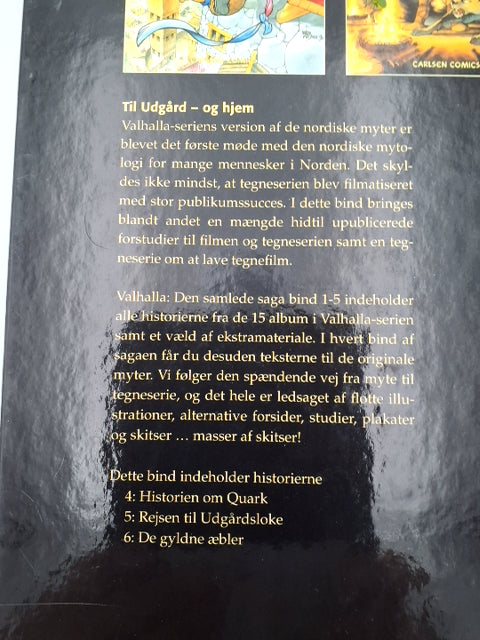 CARLSEN COMICS
Til Udgård – og hjem
Valhalla-seriens version af de nordiske myter er
blevet det første møde med den nordiske myto-
logi for mange mennesker i Norden. Det skyl-
des ikke mindst, at tegneserien blev filmatiseret
med stor publikumssucces. I dette bind bringes
blandt andet en mængde hidtil upublicerede
forstudier til filmen og tegneserien samt en teg-
neserie om at lave tegnefilm.
Valhalla: Den samlede saga bind 1-5 indeholder
alle historierne fra de 15 album i Valhalla-serien
samt et væld af ekstramateriale. I hvert bind af
sagaen får du desuden teksterne til de originale
myter. Vi følger den spændende vej fra myte til
tegneserie, og det hele er ledsaget af flotte illu-
strationer, alternative forsider, studier, plakater
og skitser … masser af skitser!
Dette bind indeholder historierne
4: Historien om Quark
5: Rejsen til Udgårdsloke
6: De gyldne æbler